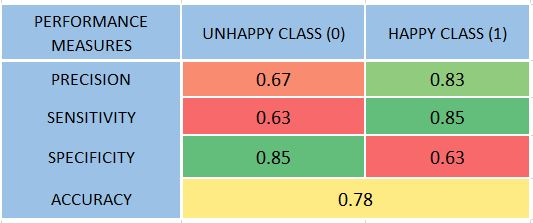 PERFORMANCE MEASURES UNHAPPY CLASS (0) HAPPY CLASS (1)
PRECISION 0.67 0.83
SENSITIVITY 0.63 0.85
SPECIFICITY 0.85 0.63
ACCURACY 0.78